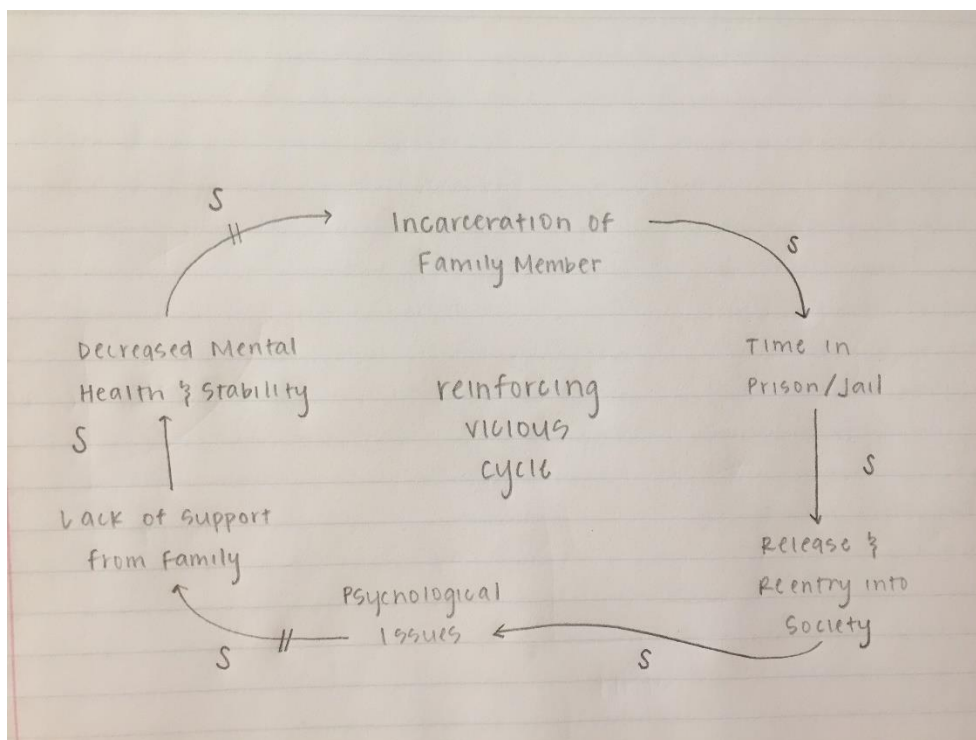 S
Incarceration of
Family Member
S
Time in
Prison/Jail
S
Release &
Reentry into
Society
S
Psychological
Issues
S
Lack of support
from Family
S
Decreased Mental
Health & Stability
reinforcing
vicious
cycle